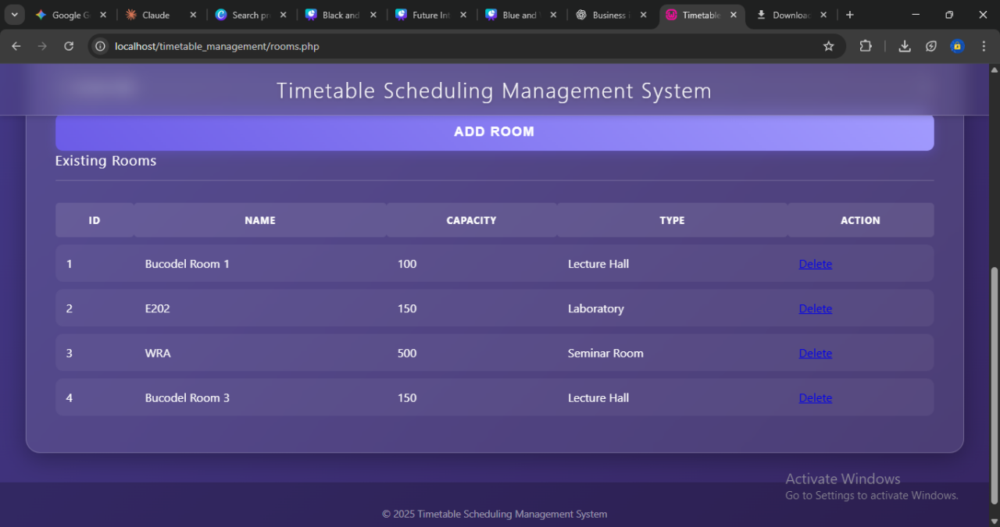 Google G
Claude
Search pr
Black and
Future Int
Blue and
Business i
Timetable
Downloac
localhost/timetable_management/rooms.php
Timetable Scheduling Management System
ADD ROOM
Existing Rooms
ID NAME CAPACITY TYPE ACTION
1 Bucodel Room 1 100 Lecture Hall Delete
2 E202 150 Laboratory Delete
3 WRA 500 Seminar Room Delete
4 Bucodel Room 3 150 Lecture Hall Delete
Activate Windows
Go to Settings to activate Windows.
© 2025 Timetable Scheduling Management System